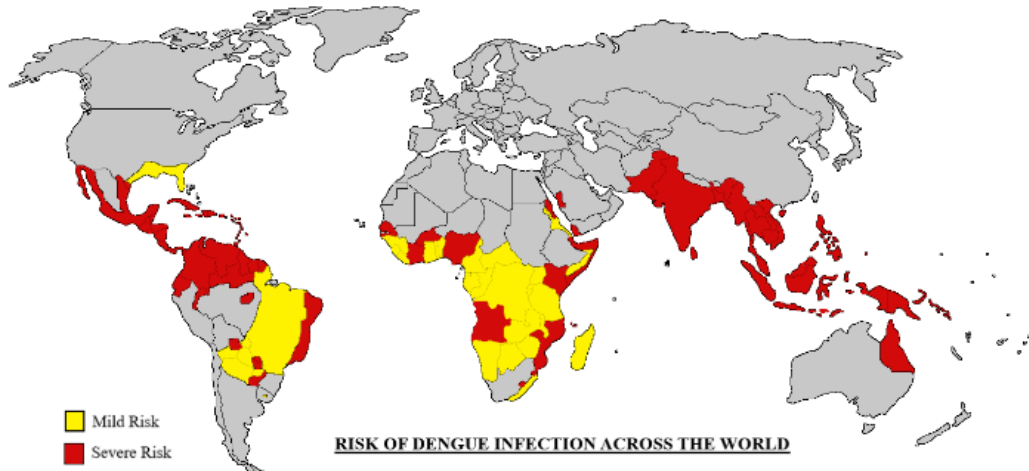 Mild Risk
Severe Risk
RISK OF DENGUE INFECTION ACROSS THE WORLD